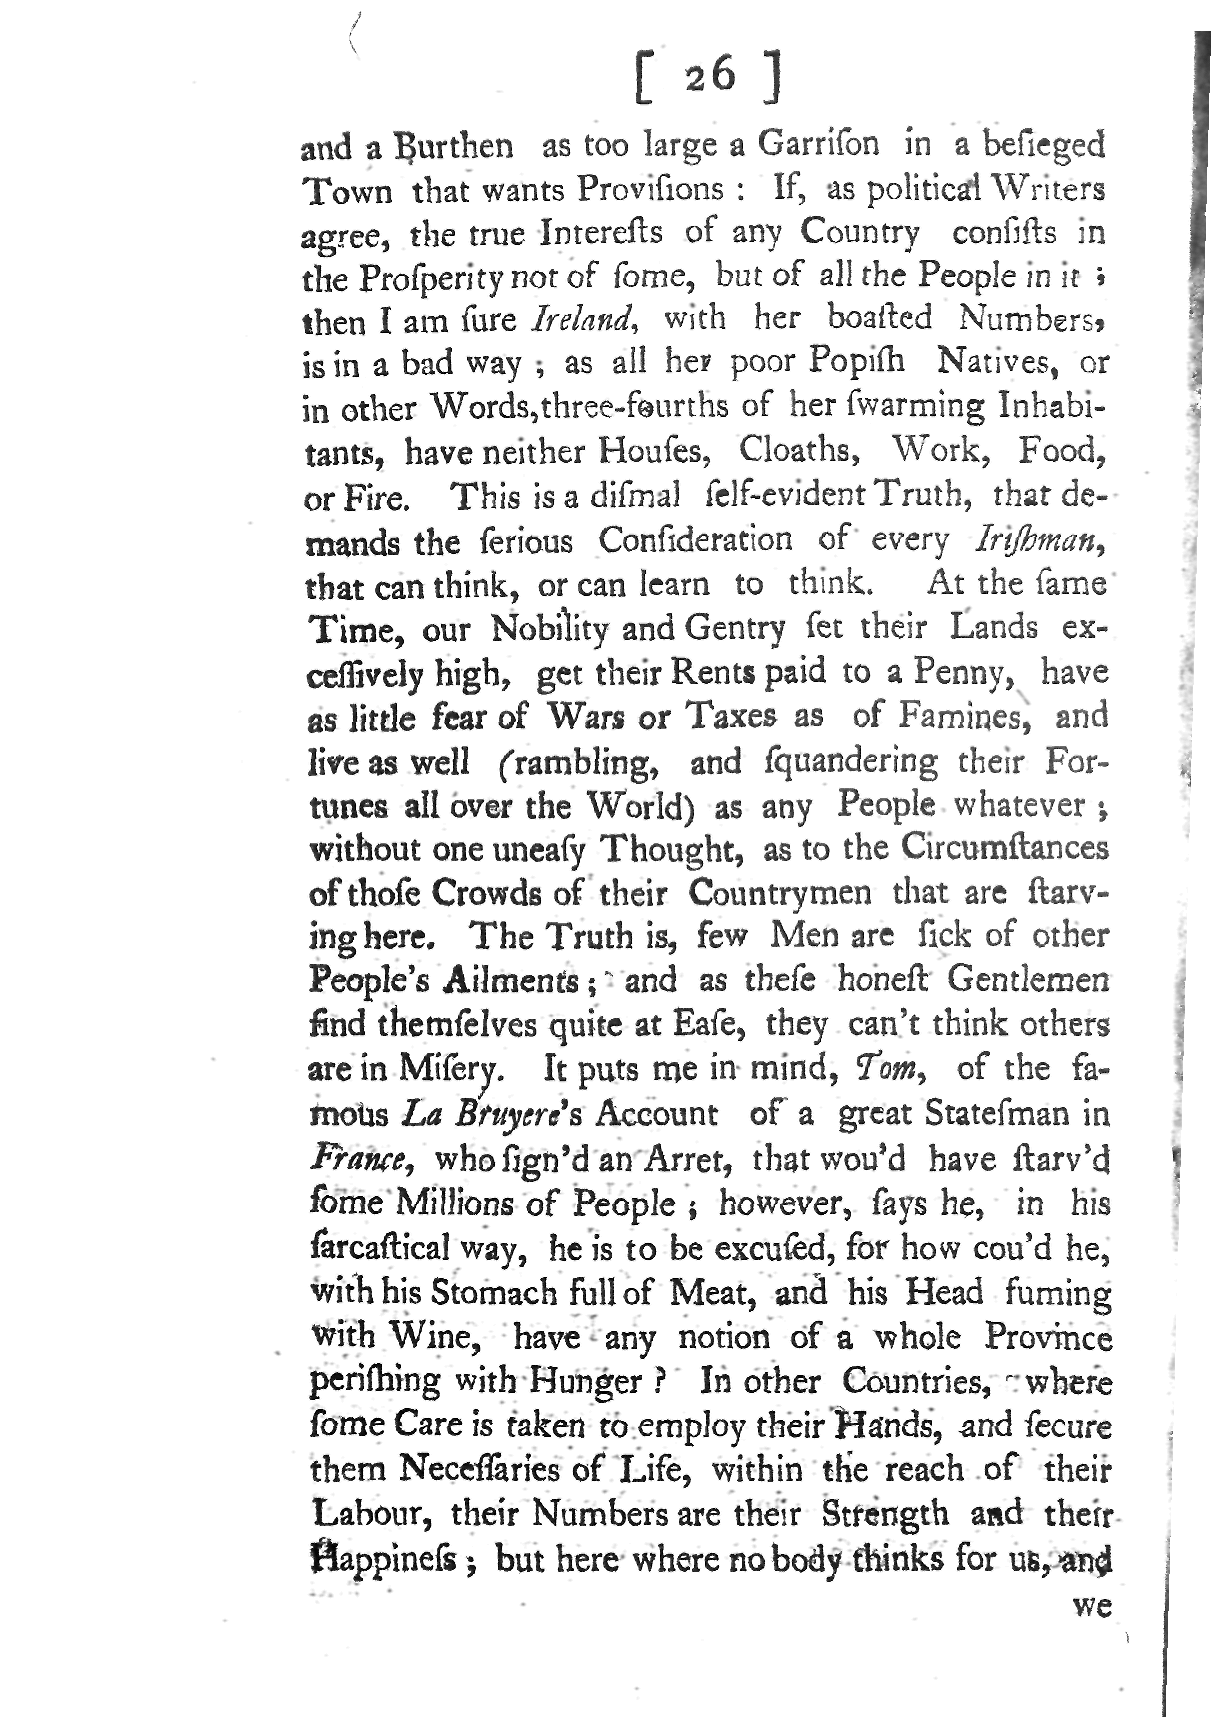 [ 26 ]
and a Burthen as too large a Garriſon in a beſieged
Town that wants Proviſions : If, as political Writers
agree, the true Intereſts of any Country conſiſts in
the Proſperity not of ſome, but of all the People in it ;
then I am ſure Ireland, with her boaſted Numbers,
is in a bad way ; as all her poor Popiſh Natives, or
in other Words, three-fourths of her ſwarming Inhabi-
tants, have neither Houſes, Cloaths, Work, Food,
or Fire. This is a diſmal ſelf-evident Truth, that de-
mands the ſerious Conſideration of every Iriſhman,
that can think, or can learn to think. At the ſame
Time, our Nobility and Gentry ſet their Lands ex-
ceſſively high, get their Rents paid to a Penny, have
as little fear of Wars or Taxes as of Famines, and
live as well (rambling, and ſquandering their For-
tunes all over the World) as any People whatever ;
without one uneaſy Thought, as to the Circumſtances
of thoſe Crowds of their Countrymen that are ſtarv-
ing here. The Truth is, few Men are ſick of other
People's Ailments ; and as theſe honeſt Gentlemen
find themſelves quite at Eaſe, they can't think others
are in Miſery. It puts me in mind, Tom, of the fa-
mous La Bruyere's Account of a great Stateſman in
France, who ſign'd an Arret, that wou'd have ſtarv'd
ſome Millions of People ; however, ſays he, in his
ſarcaſtical way, he is to be excuſed, for how cou'd he,
with his Stomach full of Meat, and his Head fuming
with Wine, have any notion of a whole Province
periſhing with Hunger ? In other Countries, where
ſome Care is taken to employ their Hands, and ſecure
them Neceſſaries of Life, within the reach of their
Labour, their Numbers are their Strength and their
Happineſs ; but here where no body thinks for us, and
we